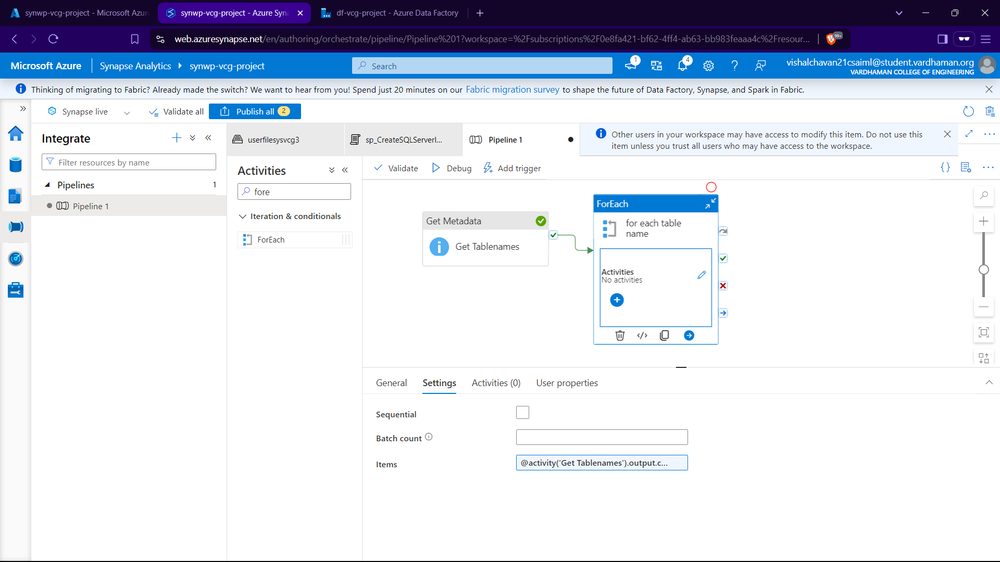 synwp-vcg-project - Microsoft Azur
synwp-vcg-project - Azure Syna
df-vcg-project - Azure Data Factory
web.azuresynapse.net/en/authoring/orchestrate/pipeline/Pipeline%201?workspace=%2Fsubscriptions%2F0e8fa421-bf62-4ff4-ab63-bb983feaaa4c%2Fresour...
99+
Microsoft Azure
Synapse Analytics
synwp-vcg-project
Search
1
4
vishalchavan21csaiml@student.vardhaman.org
VARDHAMAN COLLEGE OF ENGINEERING
Thinking of migrating to Fabric? Already made the switch? We want to hear from you! Spend just 20 minutes on our Fabric migration survey to shape the future of Data Factory, Synapse, and Spark in Fabric.
Synapse live
Validate all
Publish all 2
Integrate
Filter resources by name
Pipelines 1
Pipeline 1
userfilesysvcg3
sp_CreateSQLServerl...
Pipeline 1
Other users in your workspace may have access to modify this item. Do not use this
item unless you trust all users who may have access to the workspace.
Activities
fore
Iteration & conditionals
ForEach
Validate
Debug
Add trigger
Get Metadata
Get Tablenames
ForEach
for each table
name
Activities
No activities
General
Settings
Activities (0)
User properties
Sequential
Batch count
Items
@activity('Get Tablenames').output.c...